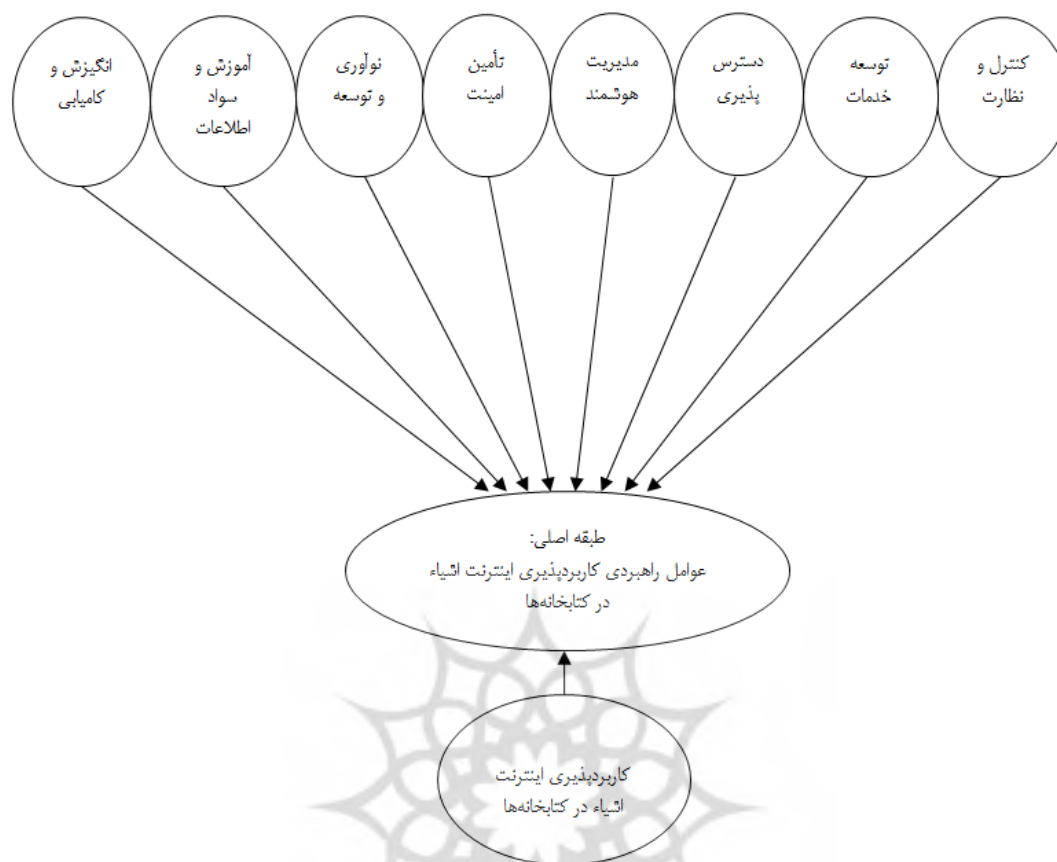 کنترل و
نظارت
توسعه
خدمات
دسترس
پذیری
مدیریت
هوشمند
تأمین
امینت
نوآوری
و توسعه
آموزش و
سواد
اطلاعات
انگیزش و
کامیابی
طبقه اصلی:
عوامل راهبردی کاربردپذیری اینترنت اشیاء
در کتابخانه‌ها
کاربردپذیری اینترنت
اشیاء در کتابخانه‌ها